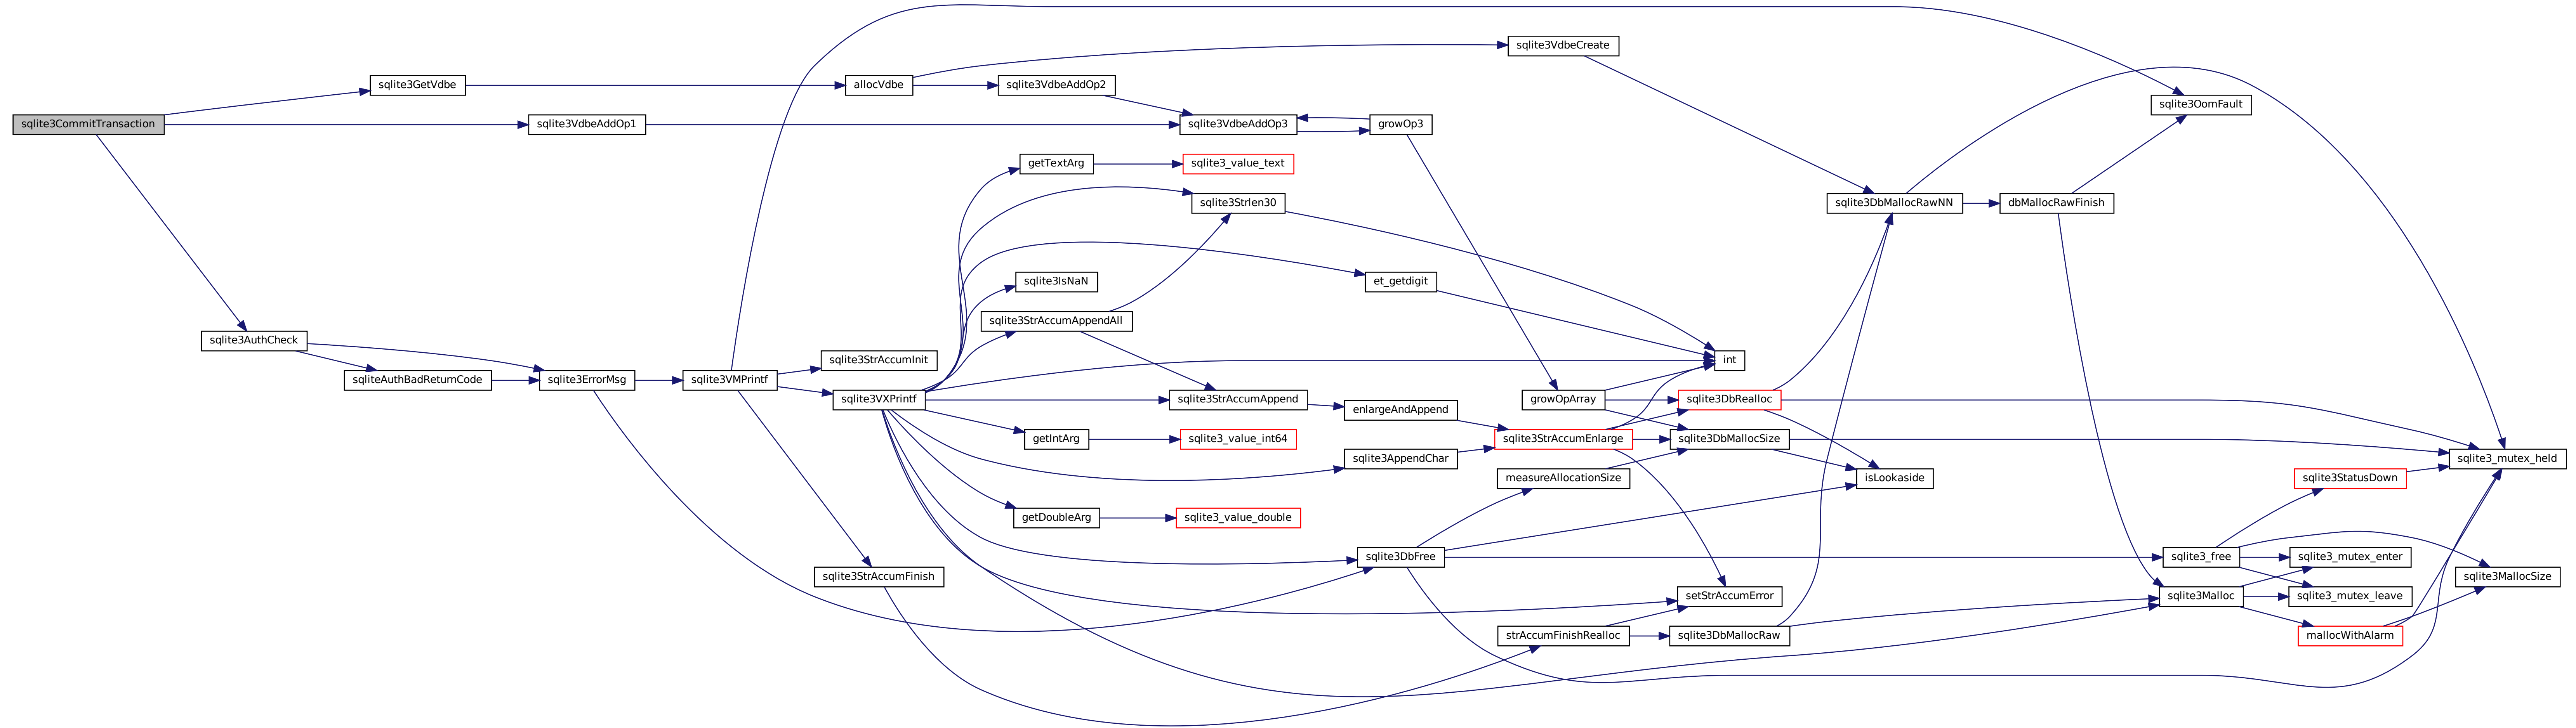 sqlite3CommitTransaction
sqlite3GetVdbe
sqlite3VdbeAddOp1
sqlite3AuthCheck
sqliteAuthBadReturnCode
sqlite3ErrorMsg
sqlite3VMPrintf
allocVdbe
sqlite3StrAccumInit
sqlite3VXPrintf
sqlite3StrAccumFinish
sqlite3VdbeAddOp2
getTextArg
sqlite3IsNaN
sqlite3StrAccumAppendAll
getIntArg
getDoubleArg
sqlite3VdbeAddOp3
sqlite3_value_text
sqlite3Strlen30
sqlite3StrAccumAppend
sqlite3_value_int64
sqlite3_value_double
growOp3
et_getdigit
enlargeAndAppend
sqlite3AppendChar
sqlite3DbFree
sqlite3VdbeCreate
growOpArray
sqlite3StrAccumEnlarge
measureAllocationSize
strAccumFinishRealloc
int
sqlite3DbRealloc
sqlite3DbMallocSize
setStrAccumError
sqlite3DbMallocRaw
sqlite3DbMallocRawNN
isLookaside
dbMallocRawFinish
sqlite3OomFault
sqlite3_free
sqlite3Malloc
sqlite3StatusDown
sqlite3_mutex_enter
sqlite3_mutex_leave
mallocWithAlarm
sqlite3_mutex_held
sqlite3MallocSize